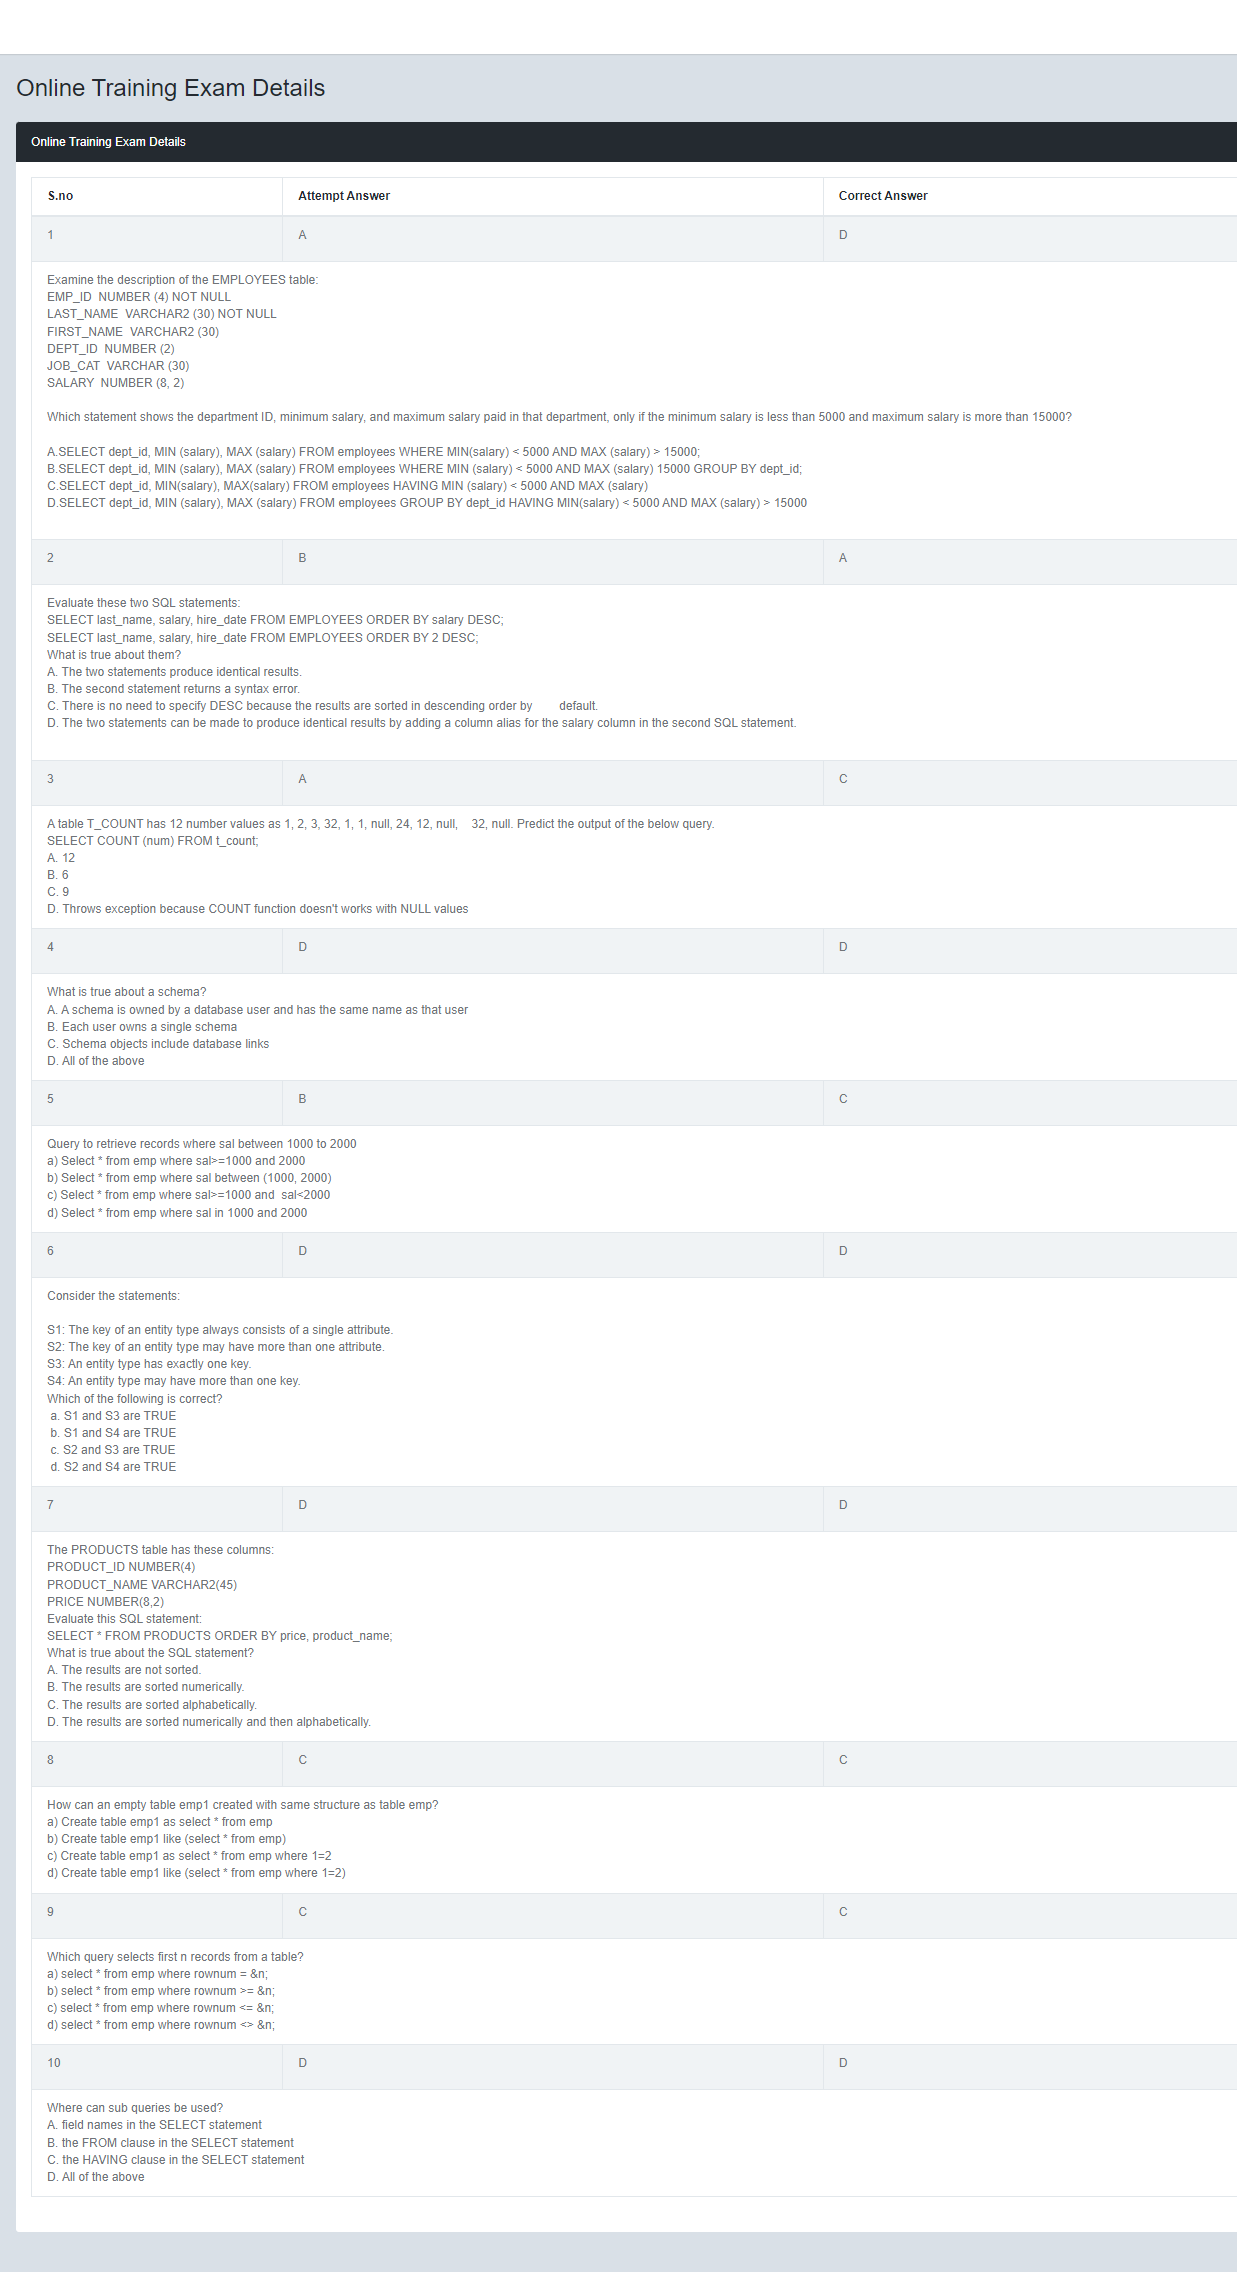 Online Training Exam Details
Online Training Exam Details
S.no Attempt Answer Correct Answer
1 A D
Examine the description of the EMPLOYEES table:
EMP_ID  NUMBER (4) NOT NULL
LAST_NAME  VARCHAR2 (30) NOT NULL
FIRST_NAME  VARCHAR2 (30)
DEPT_ID  NUMBER (2)
JOB_CAT  VARCHAR (30)
SALARY  NUMBER (8, 2)
Which statement shows the department ID, minimum salary, and maximum salary paid in that department, only if the minimum salary is less than 5000 and maximum salary is more than 15000?
A.SELECT dept_id, MIN (salary), MAX (salary) FROM employees WHERE MIN(salary) < 5000 AND MAX (salary) > 15000;
B.SELECT dept_id, MIN (salary), MAX (salary) FROM employees WHERE MIN (salary) < 5000 AND MAX (salary) 15000 GROUP BY dept_id;
C.SELECT dept_id, MIN(salary), MAX(salary) FROM employees HAVING MIN (salary) < 5000 AND MAX (salary)
D.SELECT dept_id, MIN (salary), MAX (salary) FROM employees GROUP BY dept_id HAVING MIN(salary) < 5000 AND MAX (salary) > 15000
2 B A
Evaluate these two SQL statements:
SELECT last_name, salary, hire_date FROM EMPLOYEES ORDER BY salary DESC;
SELECT last_name, salary, hire_date FROM EMPLOYEES ORDER BY 2 DESC;
What is true about them?
A. The two statements produce identical results.
B. The second statement returns a syntax error.
C. There is no need to specify DESC because the results are sorted in descending order by      default.
D. The two statements can be made to produce identical results by adding a column alias for the salary column in the second SQL statement.
3 A C
A table T_COUNT has 12 number values as 1, 2, 3, 32, 1, 1, null, 24, 12, null,    32, null. Predict the output of the below query.
SELECT COUNT (num) FROM t_count;
A. 12
B. 6
C. 9
D. Throws exception because COUNT function doesn't works with NULL values
4 D D
What is true about a schema?
A. A schema is owned by a database user and has the same name as that user
B. Each user owns a single schema
C. Schema objects include database links
D. All of the above
5 B C
Query to retrieve records where sal between 1000 to 2000
a) Select * from emp where sal>=1000 and 2000
b) Select * from emp where sal between (1000, 2000)
c) Select * from emp where sal>=1000 and  sal<2000
d) Select * from emp where sal in 1000 and 2000
6 D D
Consider the statements:
S1: The key of an entity type always consists of a single attribute.
S2: The key of an entity type may have more than one attribute.
S3: An entity type has exactly one key.
S4: An entity type may have more than one key.
Which of the following is correct?
a. S1 and S3 are TRUE
b. S1 and S4 are TRUE
c. S2 and S3 are TRUE
d. S2 and S4 are TRUE
7 D D
The PRODUCTS table has these columns:
PRODUCT_ID NUMBER(4)
PRODUCT_NAME VARCHAR2(45)
PRICE NUMBER(8,2)
Evaluate this SQL statement:
SELECT * FROM PRODUCTS ORDER BY price, product_name;
What is true about the SQL statement?
A. The results are not sorted.
B. The results are sorted numerically.
C. The results are sorted alphabetically.
D. The results are sorted numerically and then alphabetically.
8 C C
How can an empty table emp1 created with same structure as table emp?
a) Create table emp1 as select * from emp
b) Create table emp1 like (select * from emp)
c) Create table emp1 as select * from emp where 1=2
d) Create table emp1 like (select * from emp where 1=2)
9 C C
Which query selects first n records from a table?
a) select * from emp where rownum = &n;
b) select * from emp where rownum >= &n;
c) select * from emp where rownum <= &n;
d) select * from emp where rownum <> &n;
10 D D
Where can sub queries be used?
A. field names in the SELECT statement
B. the FROM clause in the SELECT statement
C. the HAVING clause in the SELECT statement
D. All of the above